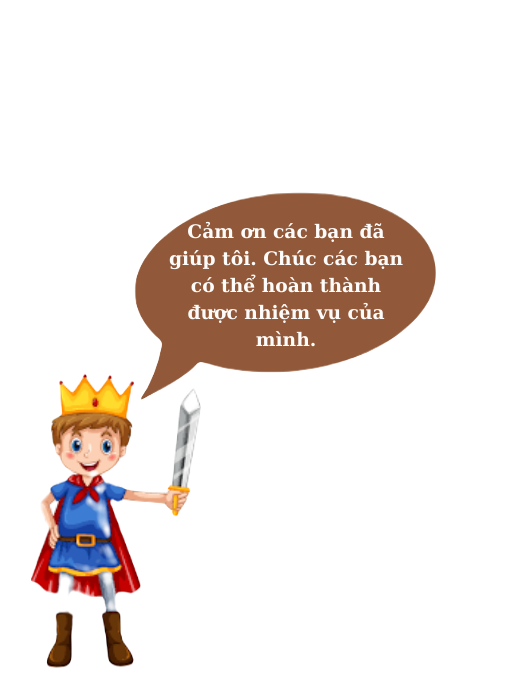 Cảm ơn các bạn đã
giúp tôi. Chúc các bạn
có thể hoàn thành
được nhiệm vụ của
mình.